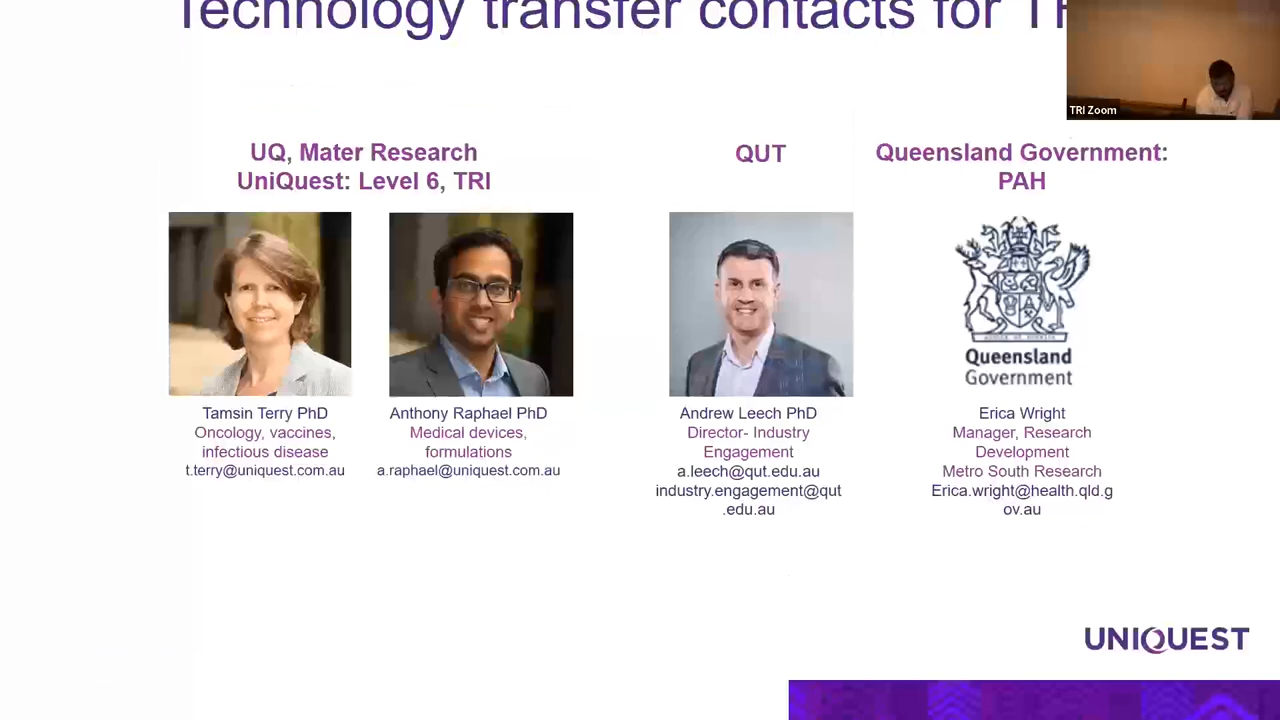 Technology transfer contacts for
TRI Zoom
UQ, Mater Research
UniQuest: Level 6, TRI
QUT
Queensland Government:
PAH
Queensland
Government
Tamsin Terry PhD
Oncology, vaccines,
infectious disease
t.terry@uniquest.com.au
Anthony Raphael PhD
Medical devices,
formulations
a.raphael@uniquest.com.au
Andrew Leech PhD
Director- Industry
Engagement
a.leech@qut.edu.au
industry.engagement@qut
.edu.au
Erica Wright
Manager, Research
Development
Metro South Research
Erica.wright@health.qld.g
ov.au
UNIQUEST